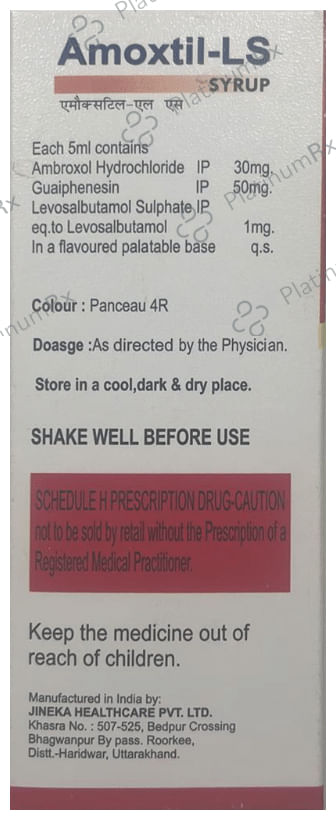 Amoxtil-LS
SYRUP
एमौक्सटिल-एल एस
Each 5ml contains
Ambroxol Hydrochloride IP 30mg.
Guaiphenesin IP 50mg.
Levosalbutamol Sulphate IP
eq.to Levosalbutamol 1mg.
In a flavoured palatable base q.s.
Colour : Panceau 4R
Doasge :As directed by the Physician.
Store in a cool,dark & dry place.
SHAKE WELL BEFORE USE
SCHEDULE H PRESCRIPTION DRUG-CAUTION
not to be sold by retail without the Prescription of a
Registered Medical Practitioner.
Keep the medicine out of
reach of children.
Manufactured in India by:
JINEKA HEALTHCARE PVT. LTD.
Khasra No. : 507-525, Bedpur Crossing
Bhagwanpur By pass. Roorkee,
Distt.-Haridwar, Uttarakhand.
PlatinumRx
PlatinumRx